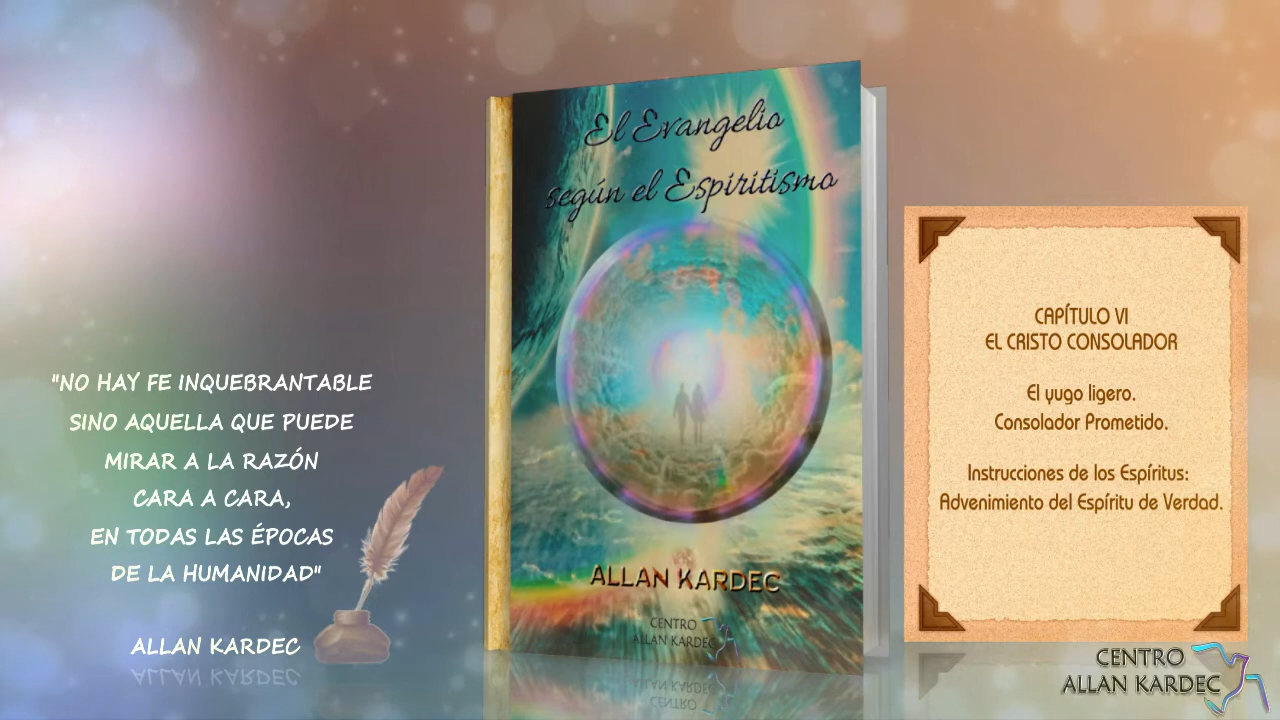 "NO HAY FE INQUEBRANTABLE
SINO AQUELLA QUE PUEDE
MIRAR A LA RAZÓN
CARA A CARA,
EN TODAS LAS ÉPOCAS
DE LA HUMANIDAD"
ALLAN KARDEC
El Evangelio
según el Espiritismo
ALLAN KARDEC
CENTRO
ALLAN KARDEC
CAPÍTULO VI
EL CRISTO CONSOLADOR
El yugo ligero.
Consolador Prometido.
Instrucciones de los Espíritus:
Advenimiento del Espíritu de Verdad.
CENTRO
ALLAN KARDEC